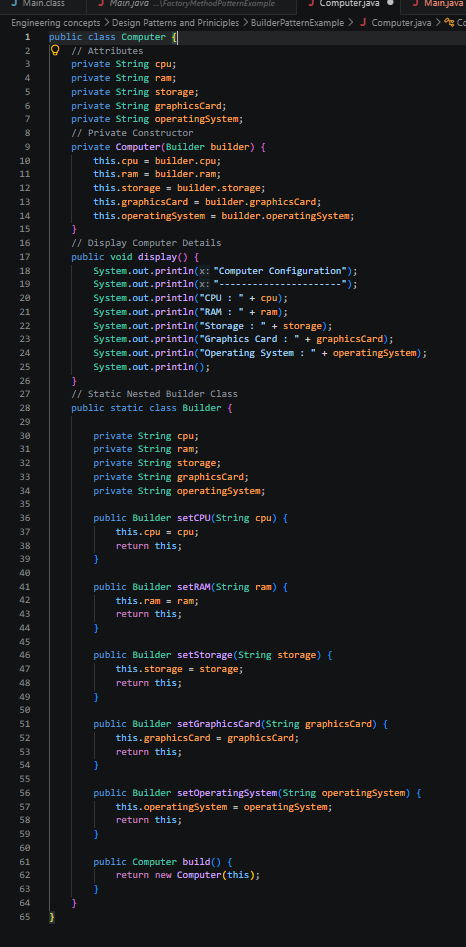 Main.class
Main.java ...\FactoryMethodPatternExample
Computer.java
Main.java
Engineering concepts > Design Patterns and Priniciples > BuilderPatternExample > Computer.java > Co
1 public class Computer {
2 // Attributes
3 private String cpu;
4 private String ram;
5 private String storage;
6 private String graphicsCard;
7 private String operatingSystem;
8 // Private Constructor
9 private Computer(Builder builder) {
10 this.cpu = builder.cpu;
11 this.ram = builder.ram;
12 this.storage = builder.storage;
13 this.graphicsCard = builder.graphicsCard;
14 this.operatingSystem = builder.operatingSystem;
15 }
16 // Display Computer Details
17 public void display() {
18 System.out.println(x: "Computer Configuration");
19 System.out.println(x: "----------------------");
20 System.out.println("CPU : " + cpu);
21 System.out.println("RAM : " + ram);
22 System.out.println("Storage : " + storage);
23 System.out.println("Graphics Card : " + graphicsCard);
24 System.out.println("Operating System : " + operatingSystem);
25 System.out.println();
26 }
27 // Static Nested Builder Class
28 public static class Builder {
29
30 private String cpu;
31 private String ram;
32 private String storage;
33 private String graphicsCard;
34 private String operatingSystem;
35
36 public Builder setCPU(String cpu) {
37 this.cpu = cpu;
38 return this;
39 }
40
41 public Builder setRAM(String ram) {
42 this.ram = ram;
43 return this;
44 }
45
46 public Builder setStorage(String storage) {
47 this.storage = storage;
48 return this;
49 }
50
51 public Builder setGraphicsCard(String graphicsCard) {
52 this.graphicsCard = graphicsCard;
53 return this;
54 }
55
56 public Builder setOperatingSystem(String operatingSystem) {
57 this.operatingSystem = operatingSystem;
58 return this;
59 }
60
61 public Computer build() {
62 return new Computer(this);
63 }
64 }
65 }